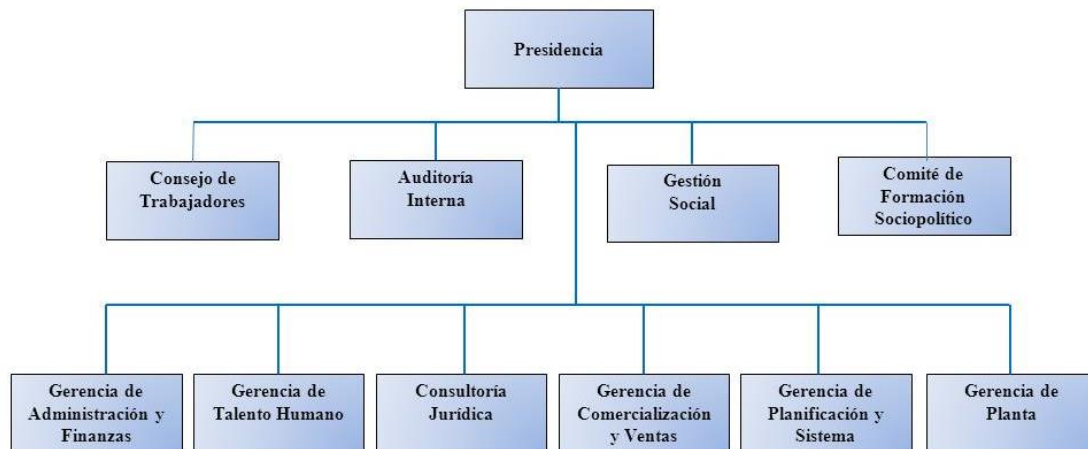 Presidencia
Consejo de
Trabajadores
Auditoría
Interna
Gestión
Social
Comité de
Formación
Sociopolítico
Gerencia de
Administración y
Finanzas
Gerencia de
Talento Humano
Consultoría
Jurídica
Gerencia de
Comercialización
y Ventas
Gerencia de
Planificación y
Sistema
Gerencia de
Planta